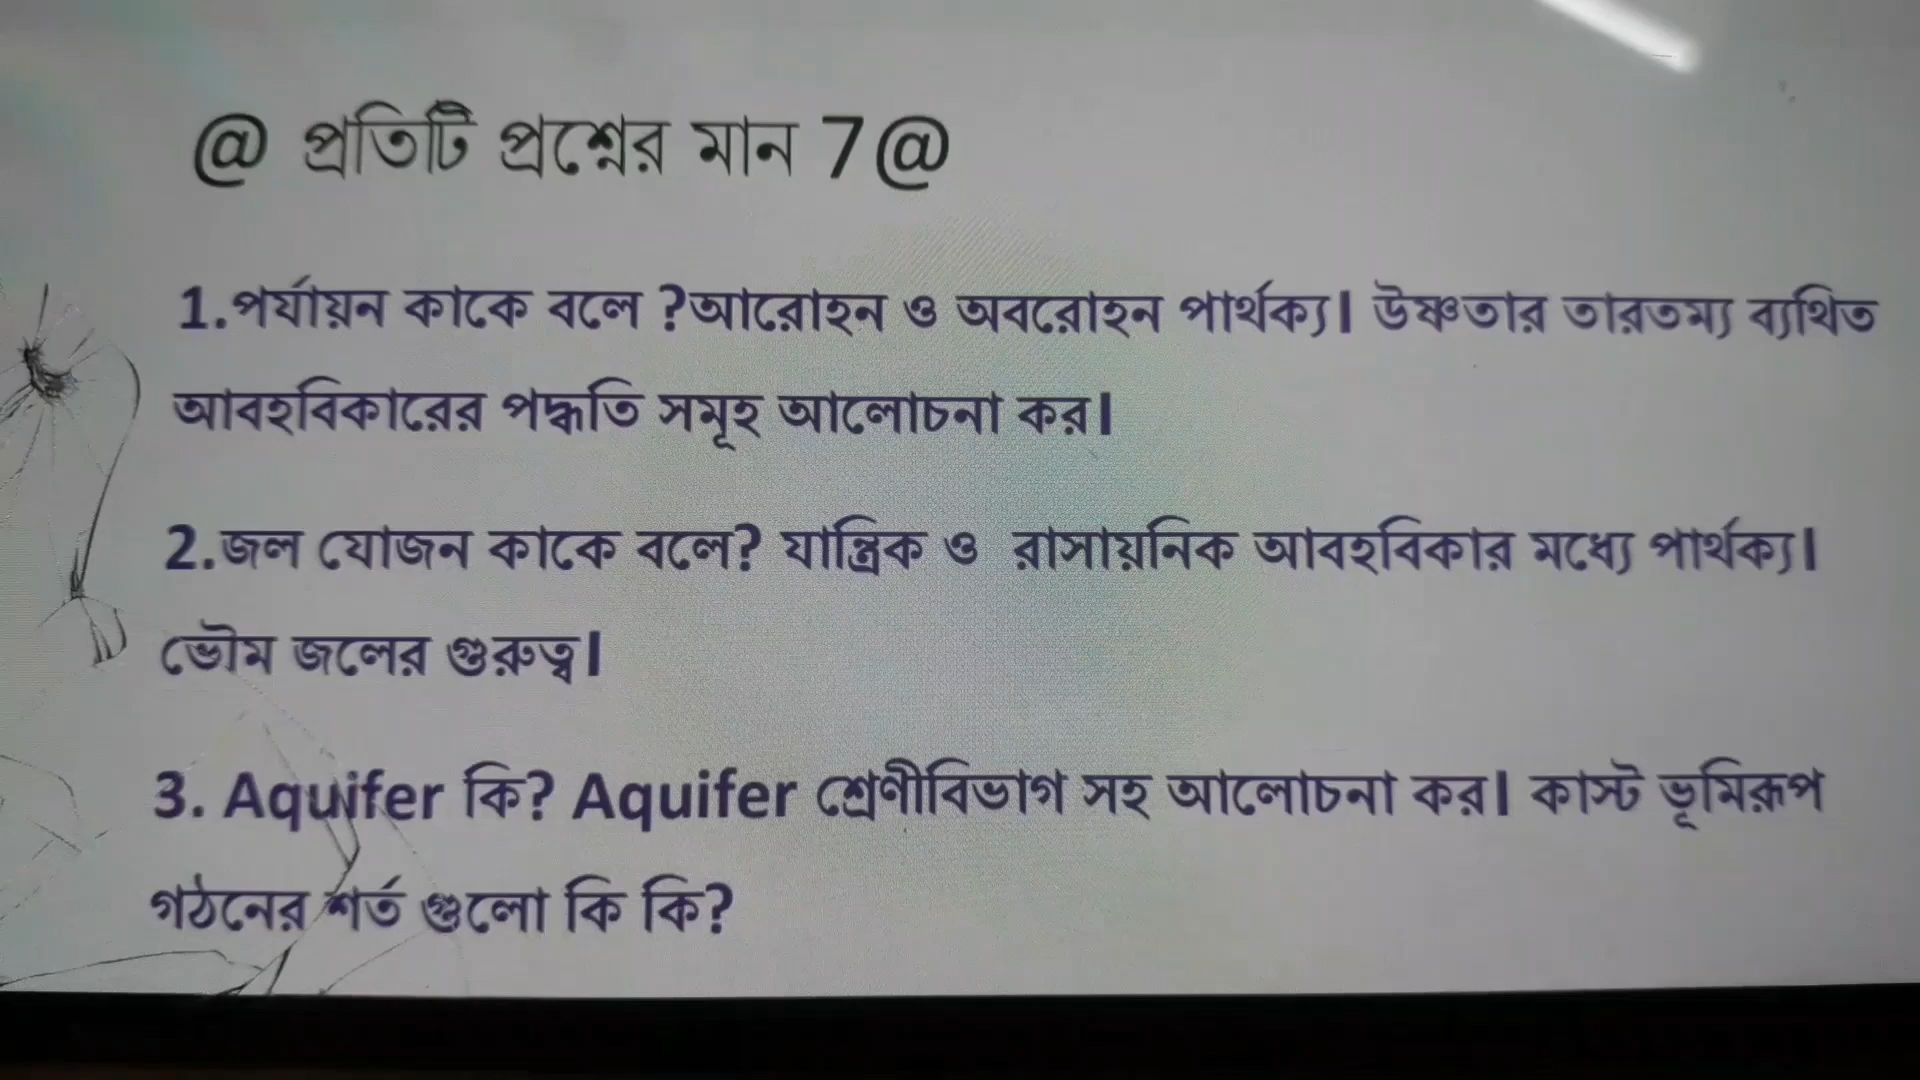 @ প্রতিটি প্রশ্নের মান 7@
1.পর্যায়ন কাকে বলে ?আরোহন ও অবরোহন পার্থক্য। উষ্ণতার তারতম্য ব্যথিত
আবহবিকারের পদ্ধতি সমূহ আলোচনা কর।
2.জল যোজন কাকে বলে? যান্ত্রিক ও রাসায়নিক আবহবিকার মধ্যে পার্থক্য।
ভৌম জলের গুরুত্ব।
3. Aquifer কি? Aquifer শ্রেণীবিভাগ সহ আলোচনা কর। কাস্ট ভূমিরূপ
গঠনের শর্ত গুলো কি কি?